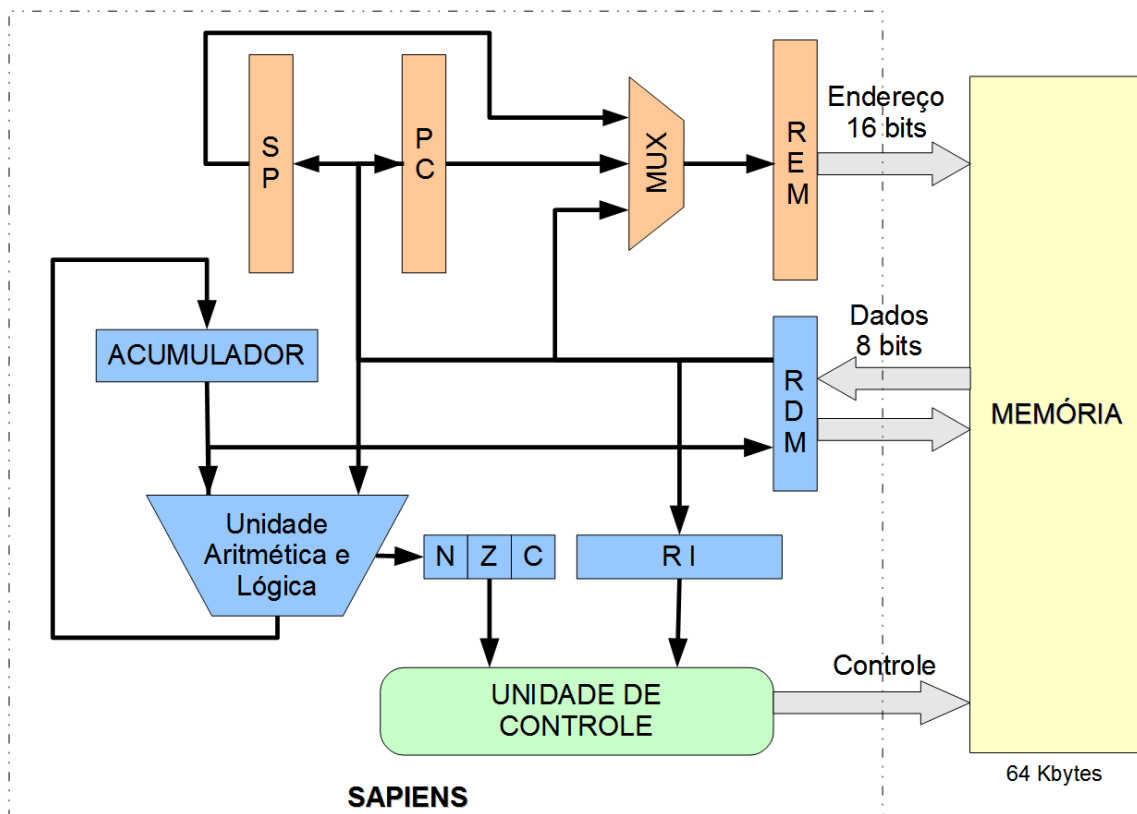 S
P
P
C
MUX
R
E
M
Endereço
16 bits
ACUMULADOR
R
D
M
Dados
8 bits
MEMÓRIA
Unidade
Aritmética e
Lógica
N Z C
R I
UNIDADE DE
CONTROLE
Controle
64 Kbytes
SAPIENS